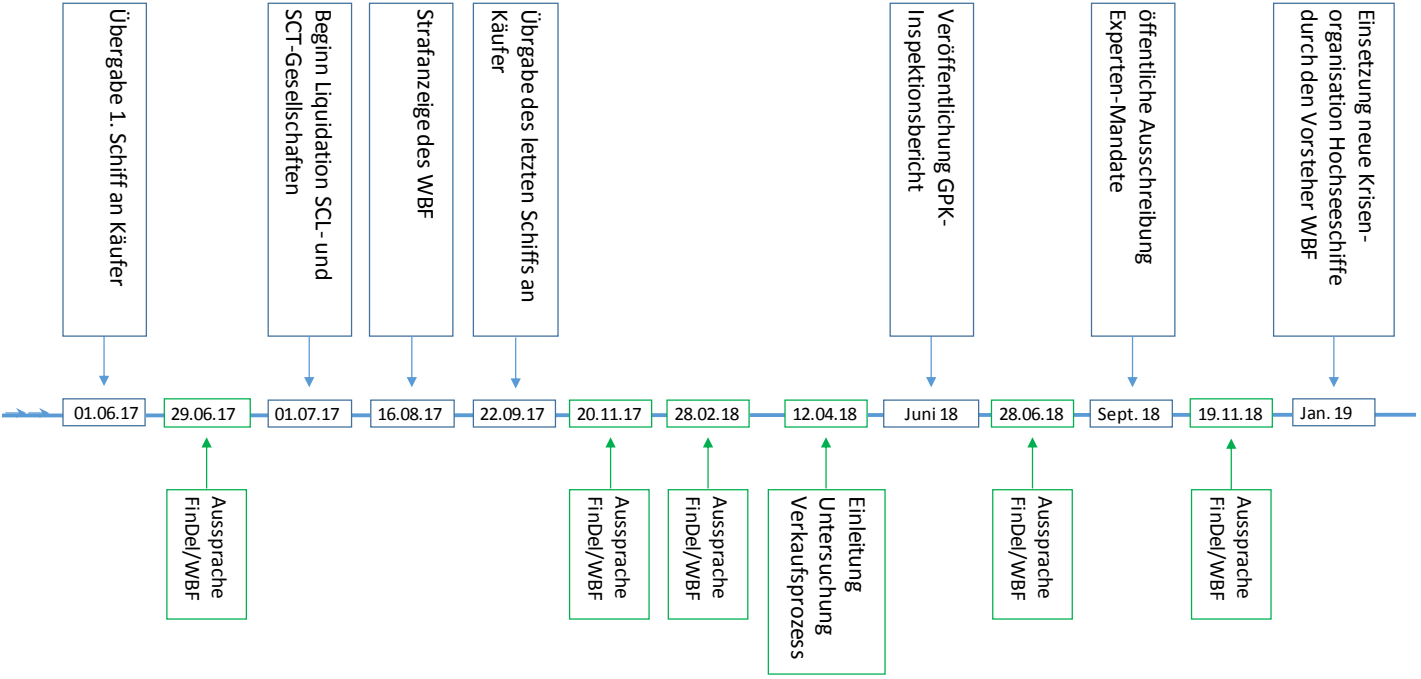 Übergabe 1. Schiff an Käufer
Beginn Liquidation SCL- und
SCT-Gesellschaften
Strafanzeige des WBF
Übrgabe des letzten Schiffs an
Käufer
Veröffentlichung GPK-
Inspektionsbericht
öffentliche Ausschreibung
Experten-Mandate
Einsetzung neue Krisen-
organisation Hochseeschiffe
durch den Vorsteher WBF
01.06.17
29.06.17
01.07.17
16.08.17
22.09.17
20.11.17
28.02.18
12.04.18
Juni 18
28.06.18
Sept. 18
19.11.18
Jan. 19
Aussprache
FinDel/WBF
Aussprache
FinDel/WBF
Aussprache
FinDel/WBF
Einleitung
Untersuchung
Verkaufsprozess
Aussprache
FinDel/WBF
Aussprache
FinDel/WBF